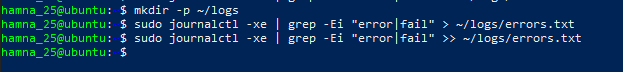 hamna_25@ubuntu: $ mkdir -p ~/logs
hamna_25@ubuntu: $ sudo journalctl -xe | grep -Ei "error|fail" > ~/logs/errors.txt
hamna_25@ubuntu: $ sudo journalctl -xe | grep -Ei "error|fail" >> ~/logs/errors.txt
hamna_25@ubuntu: $